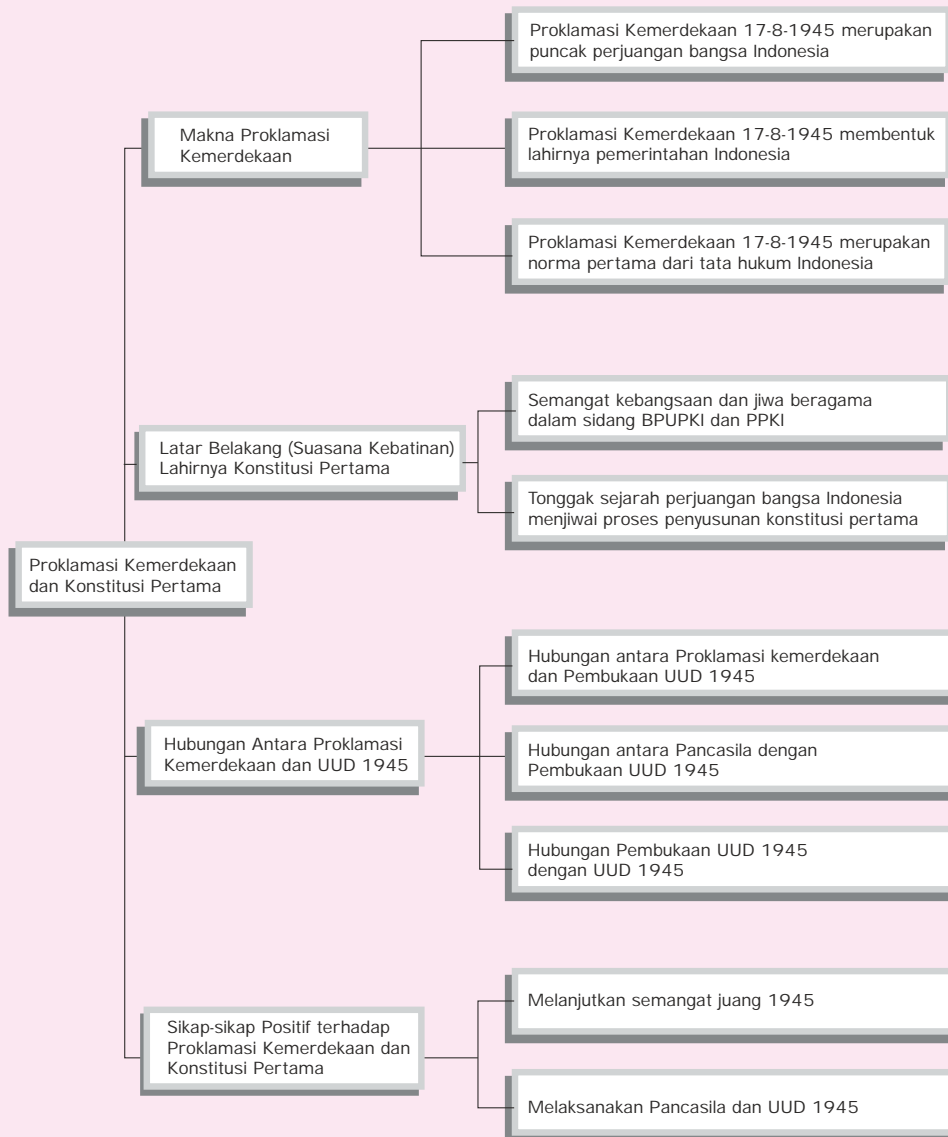 Proklamasi Kemerdekaan 17-8-1945 merupakan
puncak perjuangan bangsa Indonesia
Makna Proklamasi
Kemerdekaan
Proklamasi Kemerdekaan 17-8-1945 membentuk
lahirnya pemerintahan Indonesia
Proklamasi Kemerdekaan 17-8-1945 merupakan
norma pertama dari tata hukum Indonesia
Latar Belakang (Suasana Kebatinan)
Lahirnya Konstitusi Pertama
Semangat kebangsaan dan jiwa beragama
dalam sidang BPUPKI dan PPKI
Tonggak sejarah perjuangan bangsa Indonesia
menjiwai proses penyusunan konstitusi pertama
Proklamasi Kemerdekaan
dan Konstitusi Pertama
Hubungan Antara Proklamasi
Kemerdekaan dan UUD 1945
Hubungan antara Proklamasi kemerdekaan
dan Pembukaan UUD 1945
Hubungan antara Pancasila dengan
Pembukaan UUD 1945
Hubungan Pembukaan UUD 1945
dengan UUD 1945
Sikap-sikap Positif terhadap
Proklamasi Kemerdekaan dan
Konstitusi Pertama
Melanjutkan semangat juang 1945
Melaksanakan Pancasila dan UUD 1945